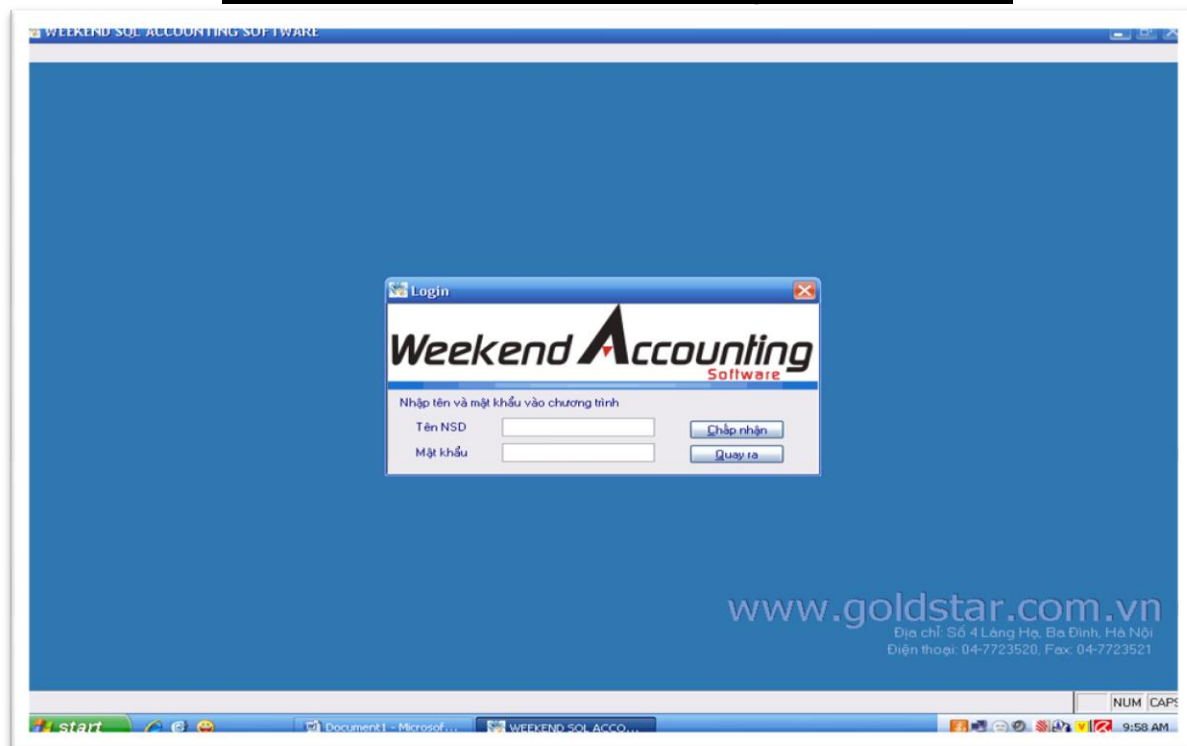 WEEKEND SQL ACCOUNTING SOFTWARE
Login
Weekend Accounting
Software
Nhập tên và mật khẩu vào chương trình
Tên NSD
Chấp nhận
Mật khẩu
Quay ra
www.goldstar.com.vn
Địa chỉ: Số 4 Láng Hạ, Ba Đình, Hà Nội
Điện thoại: 04-7723520, Fax: 04-7723521
NUM CAPS
start
Document1 - Microsof...
WEEKEND SQL ACCO...
9:58 AM